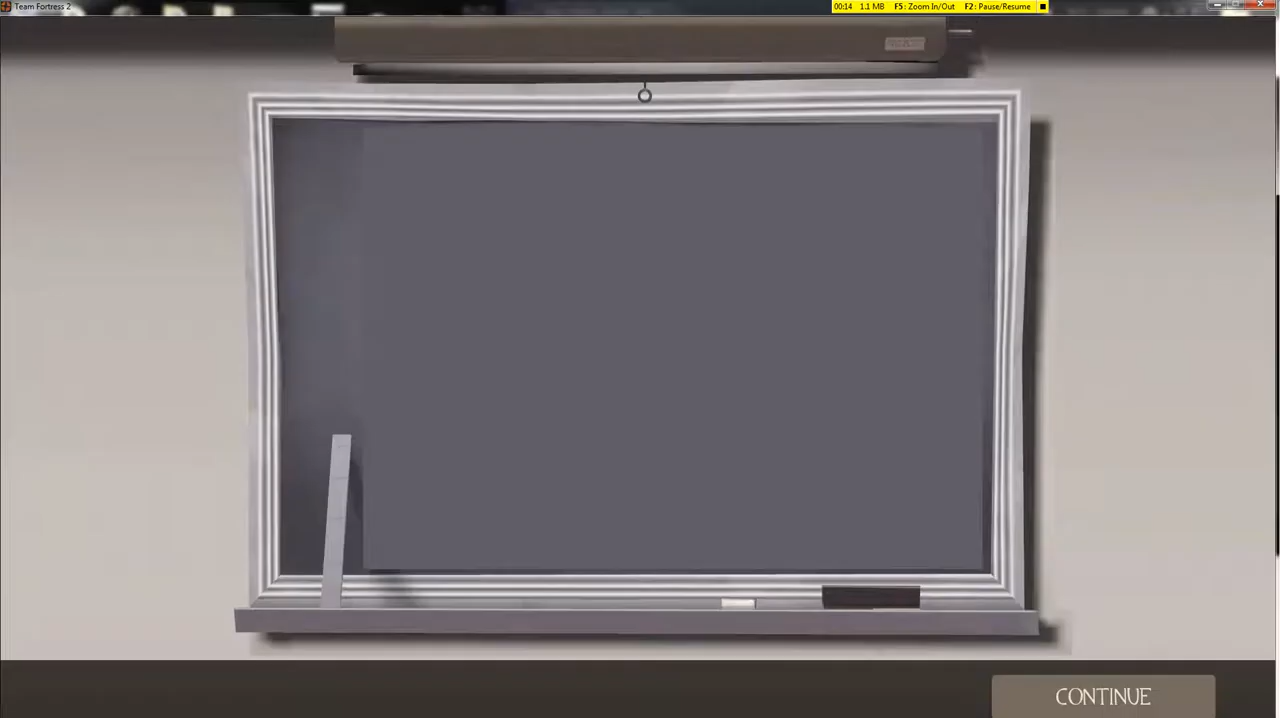 Team Fortress 2
00:14 1.1 MB F5: Zoom In/Out F2: Pause/Resume
CONTINUE